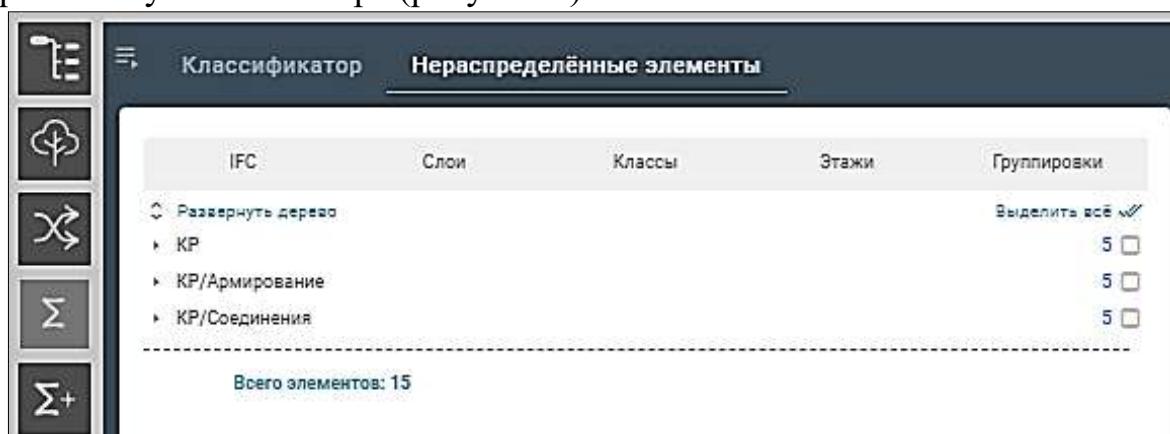 Классификатор Нераспределённые элементы
IFC Слои Классы Этажи Группировки
Развернуть дерево Выделить всё
КР 5
КР/Армирование 5
КР/Соединения 5
Всего элементов: 15
Σ
Σ+